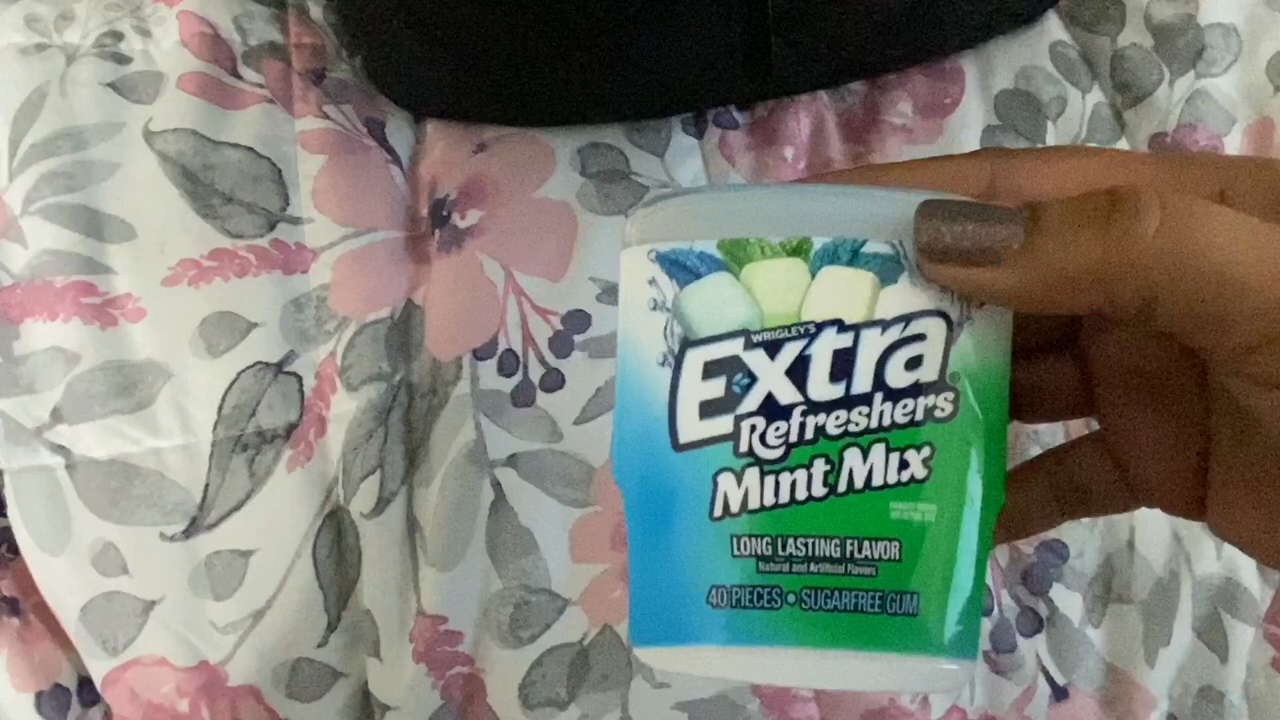 WRIGLEY'S
Extra
Refreshers
Mint Mix
LONG LASTING FLAVOR
Natural and Artificial Flavors
40 PIECES • SUGARFREE GUM